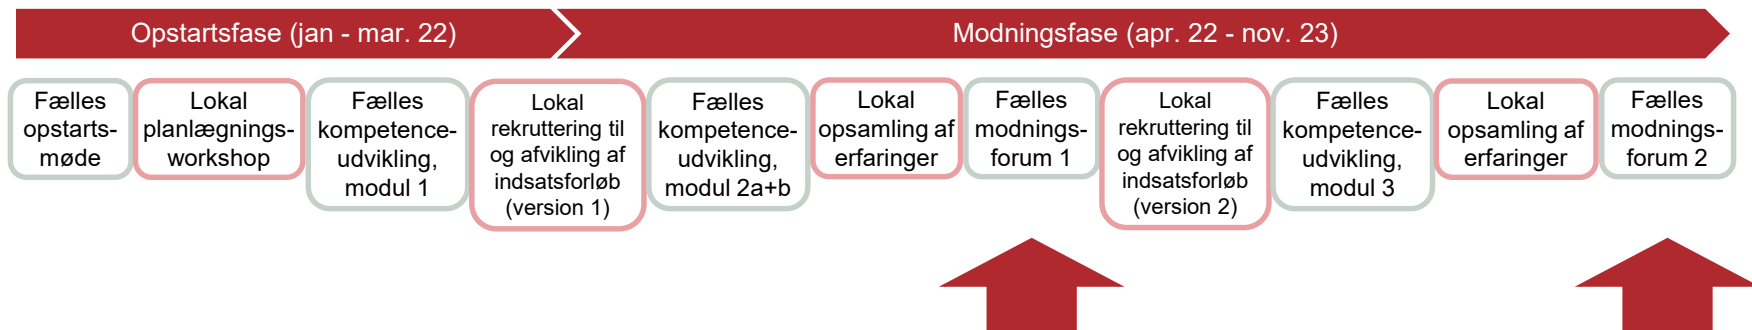 Opstartsfase (jan - mar. 22)
Modningsfase (apr. 22 - nov. 23)
Fælles
opstarts-
møde
Lokal
planlægnings-
workshop
Fælles
kompetence-
udvikling,
modul 1
Lokal
rekruttering til
og afvikling af
indsatsforløb
(version 1)
Fælles
kompetence-
udvikling,
modul 2a+b
Lokal
opsamling af
erfaringer
Fælles
modnings-
forum 1
Lokal
rekruttering til
og afvikling af
indsatsforløb
(version 2)
Fælles
kompetence-
udvikling,
modul 3
Lokal
opsamling af
erfaringer
Fælles
modnings-
forum 2